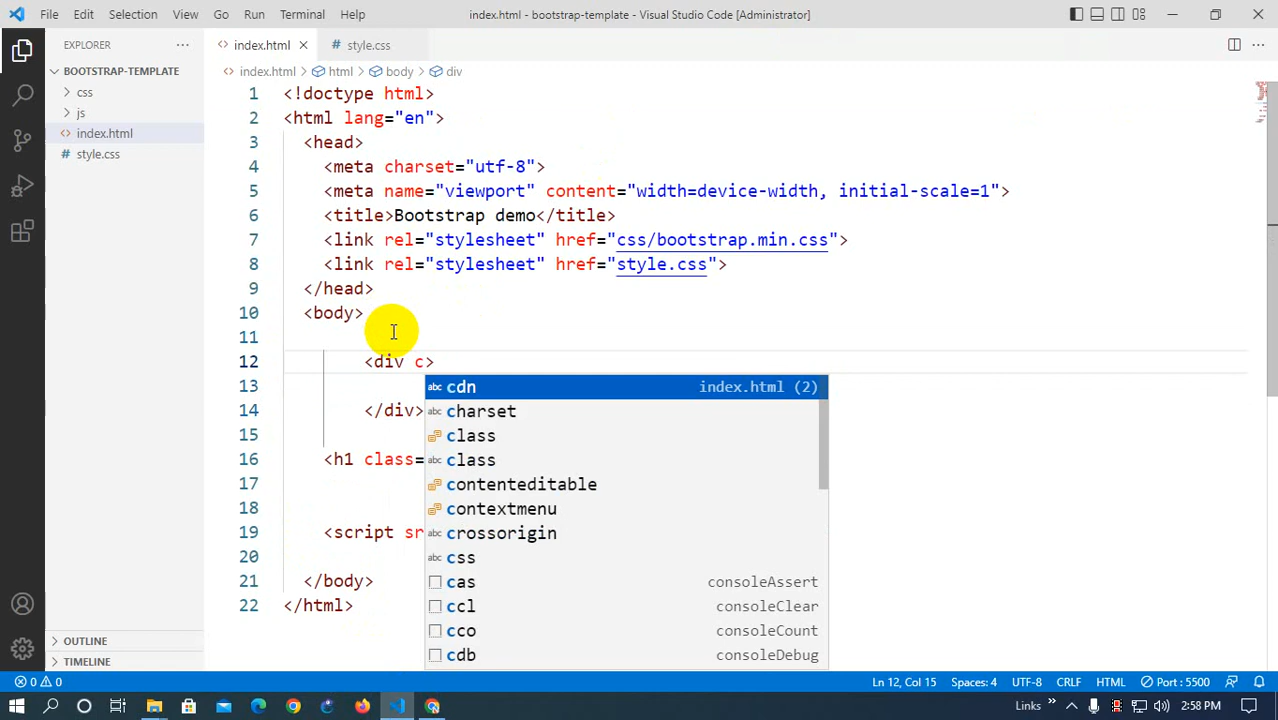 File Edit Selection View Go Run Terminal Help index.html - bootstrap-template - Visual Studio Code [Administrator]
EXPLORER
BOOTSTRAP-TEMPLATE
css
js
index.html
style.css
OUTLINE
TIMELINE
index.html style.css
index.html html body div
1 <!doctype html>
2 <html lang="en">
3 <head>
4 <meta charset="utf-8">
5 <meta name="viewport" content="width=device-width, initial-scale=1">
6 <title>Bootstrap demo</title>
7 <link rel="stylesheet" href="css/bootstrap.min.css">
8 <link rel="stylesheet" href="style.css">
9 </head>
10 <body>
11
12 <div c>
13
14 </div>
15
16 <h1 class=
17
18
19 <script sr
20
21 </body>
22 </html>
abc cdn index.html (2)
abc charset
class
abc class
contenteditable
contextmenu
abc crossorigin
abc css
cas consoleAssert
ccl consoleClear
cco consoleCount
cdb consoleDebug
0 0 Ln 12, Col 15 Spaces: 4 UTF-8 CRLF HTML Port : 5500
Links 2:58 PM